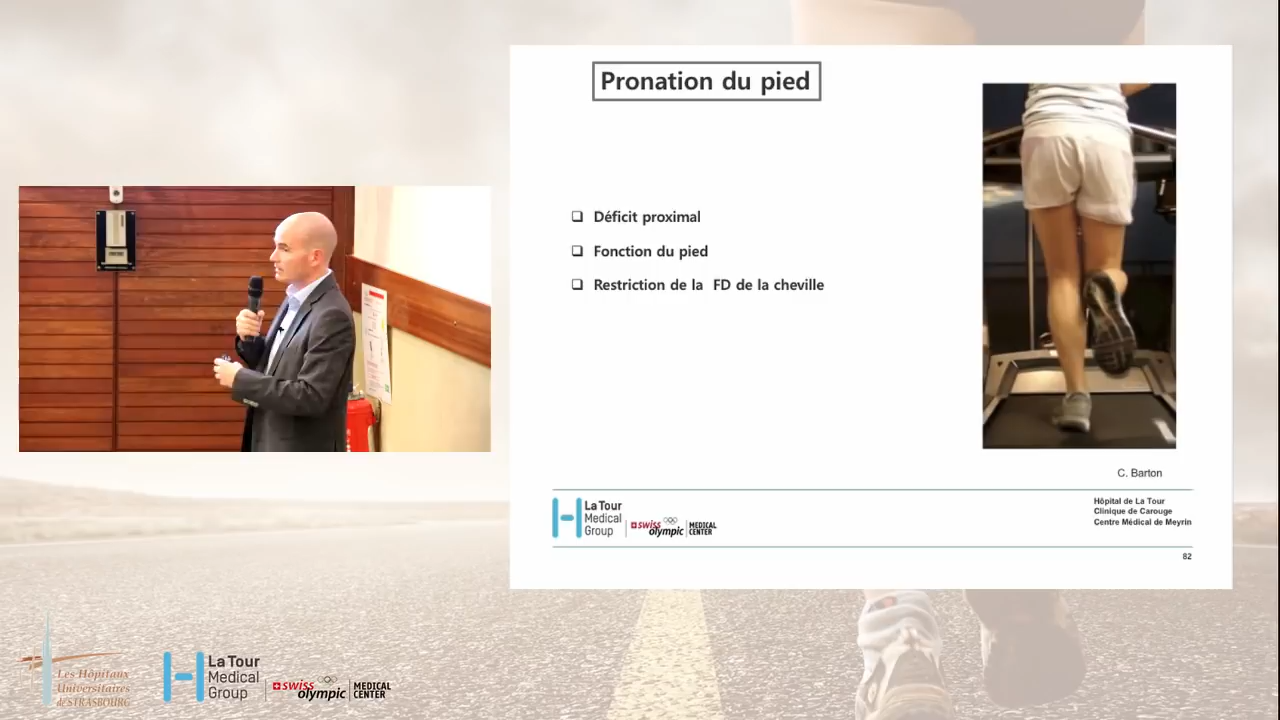 Pronation du pied
❑ Déficit proximal
❑ Fonction du pied
❑ Restriction de la FD de la cheville
C. Barton
La Tour
Medical
Group
swiss
olympic
MEDICAL
CENTER
Hôpital de La Tour
Clinique de Carouge
Centre Médical de Meyrin
82
Les Hôpitaux
Universitaires
de STRASBOURG
La Tour
Medical
Group
swiss
olympic
MEDICAL
CENTER